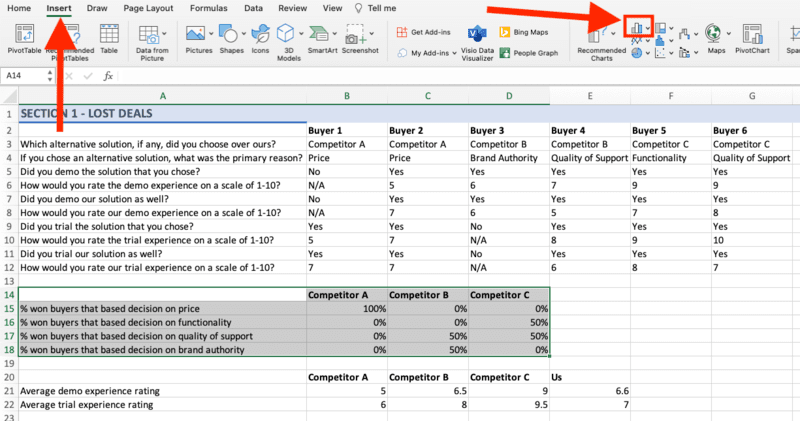 Home Insert Draw Page Layout Formulas Data Review View Tell me
PivotTable Recommended PivotTables Table Data from Picture Pictures Shapes Icons 3D Models SmartArt Screenshot Get Add-ins My Add-ins Visio Data Visualizer Bing Maps People Graph Recommended Charts Maps PivotChart
A14 fx
A B C D E F G
1 SECTION 1 - LOST DEALS
2 Buyer 1 Buyer 2 Buyer 3 Buyer 4 Buyer 5 Buyer 6
3 Which alternative solution, if any, did you choose over ours? Competitor A Competitor A Competitor B Competitor B Competitor C Competitor C
4 If you chose an alternative solution, what was the primary reason? Price Price Brand Authority Quality of Support Functionality Quality of Support
5 Did you demo the solution that you chose? No Yes Yes Yes Yes Yes
6 How would you rate the demo experience on a scale of 1-10? N/A 5 6 7 9 9
7 Did you demo our solution as well? No Yes Yes Yes Yes Yes
8 How would you rate our demo experience on a scale of 1-10? N/A 7 6 5 7 8
9 Did you trial the solution that you chose? Yes Yes No Yes Yes Yes
10 How would you rate the trial experience on a scale of 1-10? 5 7 N/A 8 9 10
11 Did you trial our solution as well? Yes Yes No Yes Yes Yes
12 How would you rate our trial experience on a scale of 1-10? 7 7 N/A 6 8 7
13
14 Competitor A Competitor B Competitor C
15 % won buyers that based decision on price 100% 0% 0%
16 % won buyers that based decision on functionality 0% 0% 50%
17 % won buyers that based decision on quality of support 0% 50% 50%
18 % won buyers that based decision on brand authority 0% 50% 0%
19
20 Competitor A Competitor B Competitor C Us
21 Average demo experience rating 5 6.5 9 6.6
22 Average trial experience rating 6 8 9.5 7
23